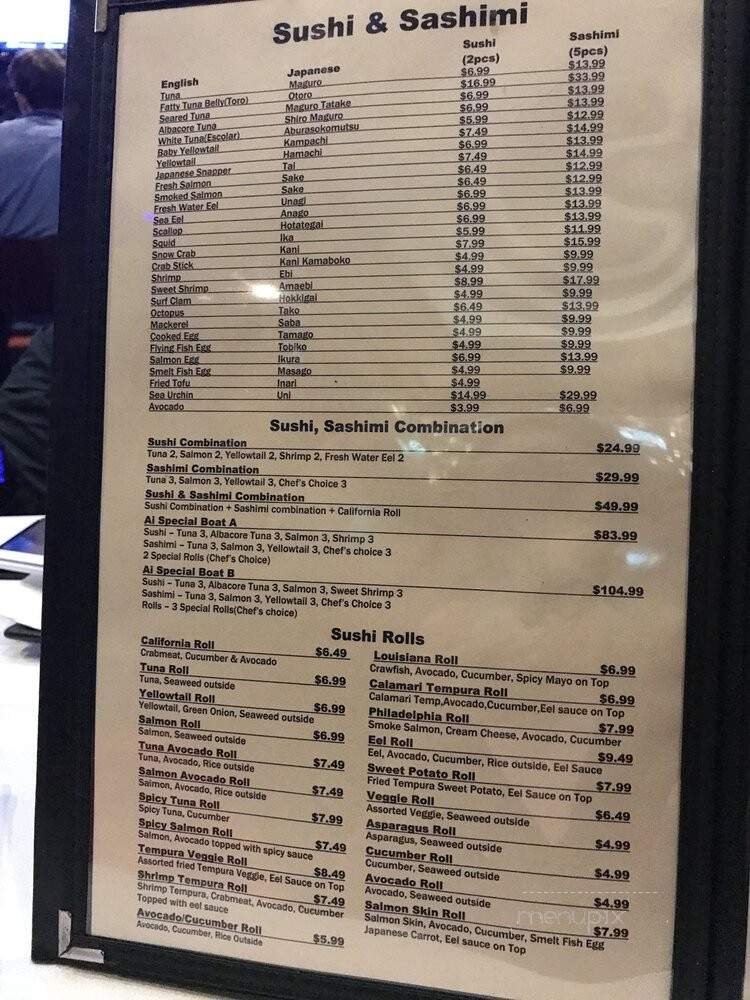 Sushi & Sashimi
English Japanese Sushi (2pcs) Sashimi (5pcs)
Tuna Maguro $6.99 $13.99
Fatty Tuna Belly(Toro) Otoro $16.99 $33.99
Seared Tuna Maguro Tatake $6.99 $13.99
Albacore Tuna Shiro Maguro $6.99 $13.99
White Tuna(Escolar) Aburasokomutsu $5.99 $12.99
Baby Yellowtail Kampachi $7.49 $14.99
Yellowtail Hamachi $6.99 $13.99
Japanese Snapper Tai $7.49 $14.99
Fresh Salmon Sake $6.49 $12.99
Smoked Salmon Sake $6.49 $12.99
Fresh Water Eel Unagi $6.99 $13.99
Sea Eel Anago $6.99 $13.99
Scallop Hotategai $6.99 $13.99
Squid Ika $5.99 $11.99
Snow Crab Kani $7.99 $15.99
Crab Stick Kani Kamaboko $4.99 $9.99
Shrimp Ebi $4.99 $9.99
Sweet Shrimp Amaebi $8.99 $17.99
Surf Clam Hokkigai $4.99 $9.99
Octopus Tako $6.49 $13.99
Mackerel Saba $4.99 $9.99
Cooked Egg Tamago $4.99 $9.99
Flying Fish Egg Tobiko $4.99 $9.99
Salmon Egg Ikura $6.99 $13.99
Smelt Fish Egg Masago $4.99 $9.99
Fried Tofu Inari $4.99
Sea Urchin Uni $14.99 $29.99
Avocado $3.99 $6.99
Sushi, Sashimi Combination
Sushi Combination $24.99
Tuna 2, Salmon 2, Yellowtail 2, Shrimp 2, Fresh Water Eel 2
Sashimi Combination $29.99
Tuna 3, Salmon 3, Yellowtail 3, Chef's Choice 3
Sushi & Sashimi Combination $49.99
Sushi Combination + Sashimi combination + California Roll
Ai Special Boat A $83.99
Sushi – Tuna 3, Albacore Tuna 3, Salmon 3, Shrimp 3
Sashimi – Tuna 3, Salmon 3, Yellowtail 3, Chef's choice 3
2 Special Rolls (Chef's Choice)
Ai Special Boat B $104.99
Sushi – Tuna 3, Albacore Tuna 3, Salmon 3, Sweet Shrimp 3
Sashimi – Tuna 3, Salmon 3, Yellowtail 3, Chef's Choice 3
Rolls – 3 Special Rolls(Chef's choice)
Sushi Rolls
California Roll $6.49
Crabmeat, Cucumber & Avocado
Tuna Roll $6.99
Tuna, Seaweed outside
Yellowtail Roll $6.99
Yellowtail, Green Onion, Seaweed outside
Salmon Roll $6.99
Salmon, Seaweed outside
Tuna Avocado Roll $7.49
Tuna, Avocado, Rice outside
Salmon Avocado Roll $7.49
Salmon, Avocado, Rice outside
Spicy Tuna Roll $7.99
Spicy Tuna, Cucumber
Spicy Salmon Roll $7.49
Salmon, Avocado topped with spicy sauce
Tempura Veggie Roll $8.49
Assorted fried Tempura Veggie, Eel Sauce on Top
Shrimp Tempura Roll $7.49
Shrimp Tempura, Crabmeat, Avocado, Cucumber
Topped with eel sauce
Avocado/Cucumber Roll $5.99
Avocado, Cucumber, Rice Outside
Louisiana Roll $6.99
Crawfish, Avocado, Cucumber, Spicy Mayo on Top
Calamari Tempura Roll $6.99
Calamari Temp,Avocado,Cucumber,Eel sauce on Top
Philadelphia Roll $7.99
Smoke Salmon, Cream Cheese, Avocado, Cucumber
Eel Roll $9.49
Eel, Avocado, Cucumber, Rice outside, Eel Sauce
Sweet Potato Roll $7.99
Fried Tempura Sweet Potato, Eel Sauce on Top
Veggie Roll $6.49
Assorted Veggie, Seaweed outside
Asparagus Roll $4.99
Asparagus, Seaweed outside
Cucumber Roll $4.99
Cucumber, Seaweed outside
Avocado Roll $4.99
Avocado, Seaweed outside
Salmon Skin Roll $7.99
Salmon Skin, Avocado, Cucumber, Smelt Fish Egg
Japanese Carrot, Eel sauce on Top
menupix